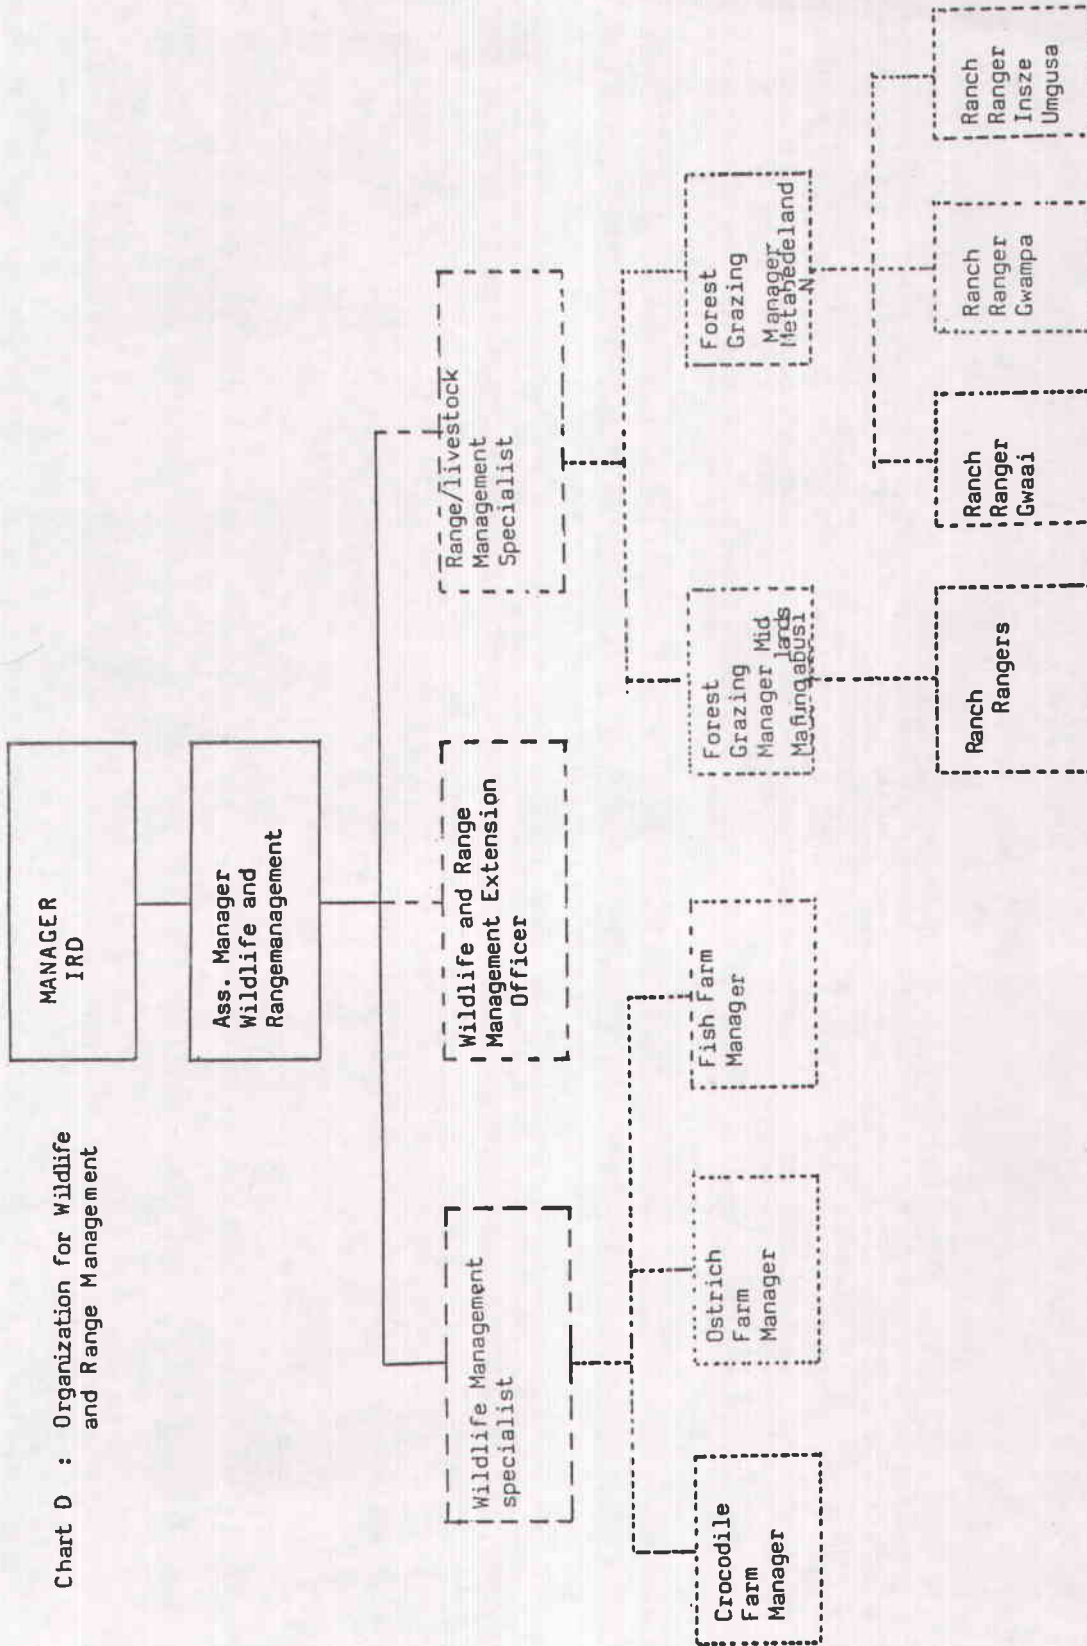 Chart D : Organization for Wildlife
and Range Management
MANAGER
IRD
Ass. Manager
Wildlife and
Rangemanagement
Wildlife Management
specialist
Wildlife and Range
Management Extension
Officer
Range/livestock
Management
Specialist
Crocodile
Farm
Manager
Ostrich
Farm
Manager
Fish Farm
Manager
Forest
Grazing
Manager Mid
lands
Mafungabusi
Forest
Grazing
Manager
Metabedeland
N
Ranch
Rangers
Ranch
Ranger
Gwaai
Ranch
Ranger
Gwampa
Ranch
Ranger
Insze
Umgusa